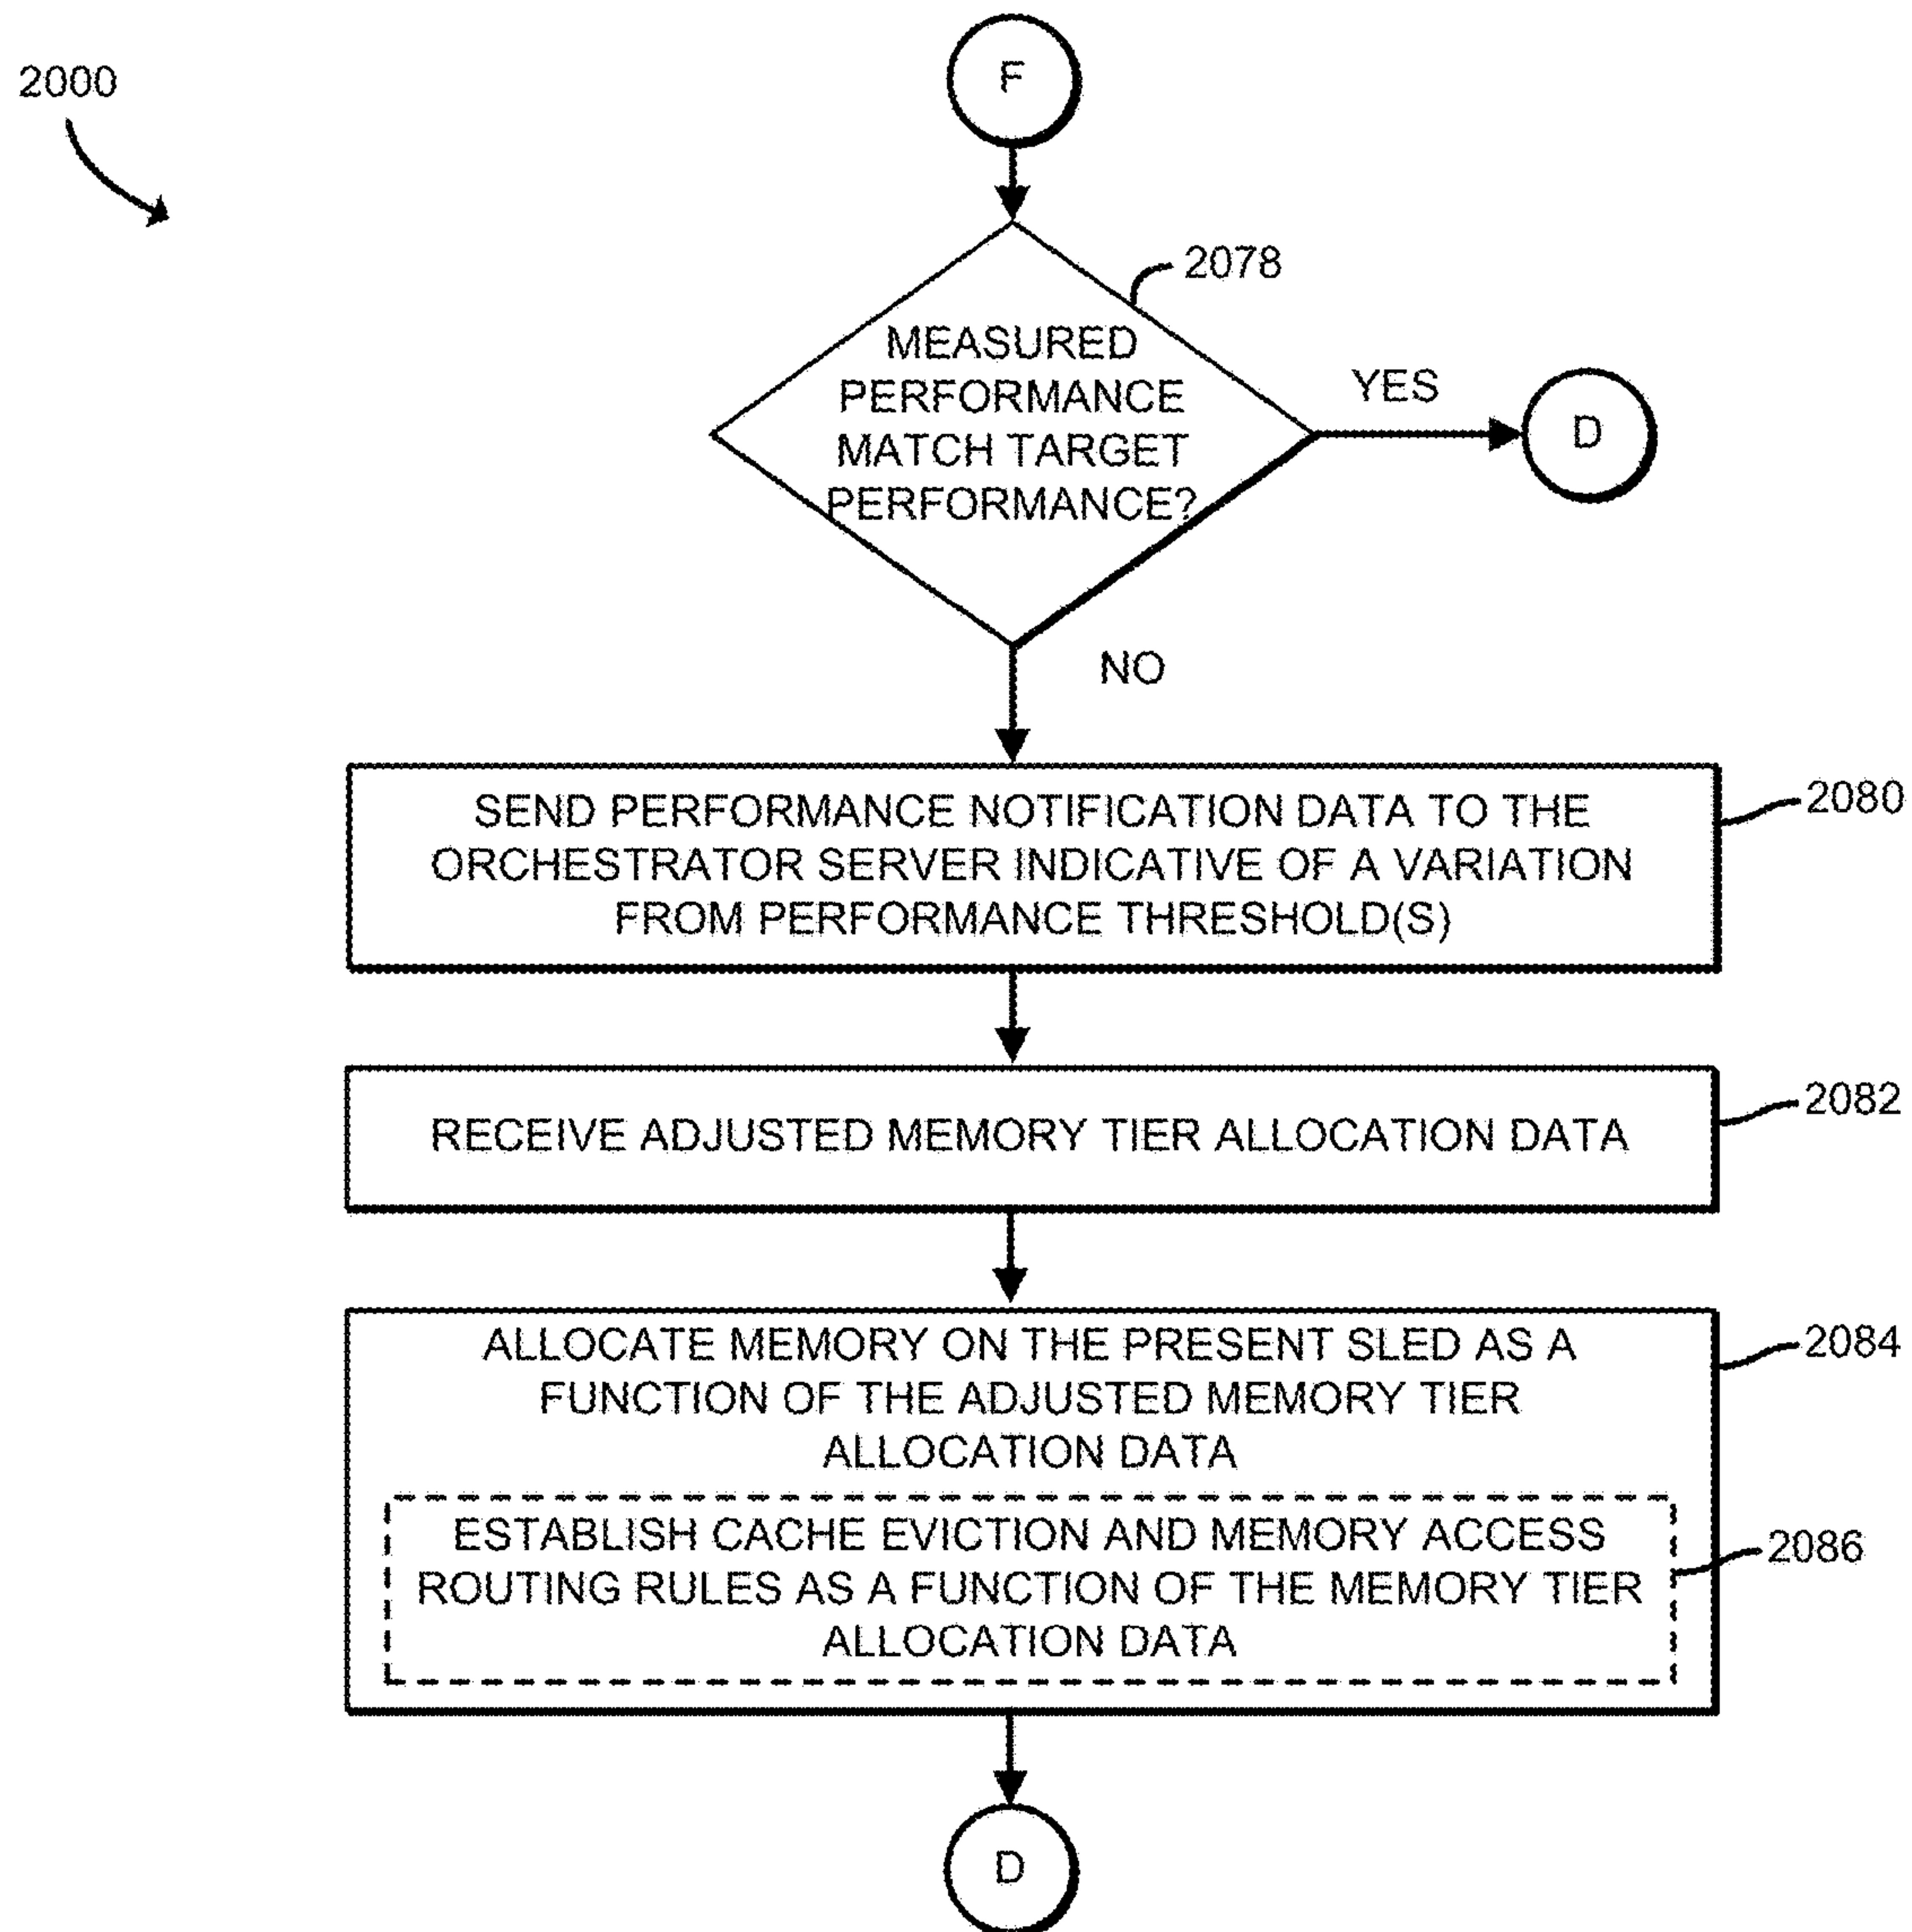 2000
F
2078
MEASURED
PERFORMANCE
MATCH TARGET
PERFORMANCE?
YES
D
NO
SEND PERFORMANCE NOTIFICATION DATA TO THE
ORCHESTRATOR SERVER INDICATIVE OF A VARIATION
FROM PERFORMANCE THRESHOLD(S)
2080
RECEIVE ADJUSTED MEMORY TIER ALLOCATION DATA
2082
ALLOCATE MEMORY ON THE PRESENT SLED AS A
FUNCTION OF THE ADJUSTED MEMORY TIER
ALLOCATION DATA
2084
ESTABLISH CACHE EVICTION AND MEMORY ACCESS
ROUTING RULES AS A FUNCTION OF THE MEMORY TIER
ALLOCATION DATA
2086
D